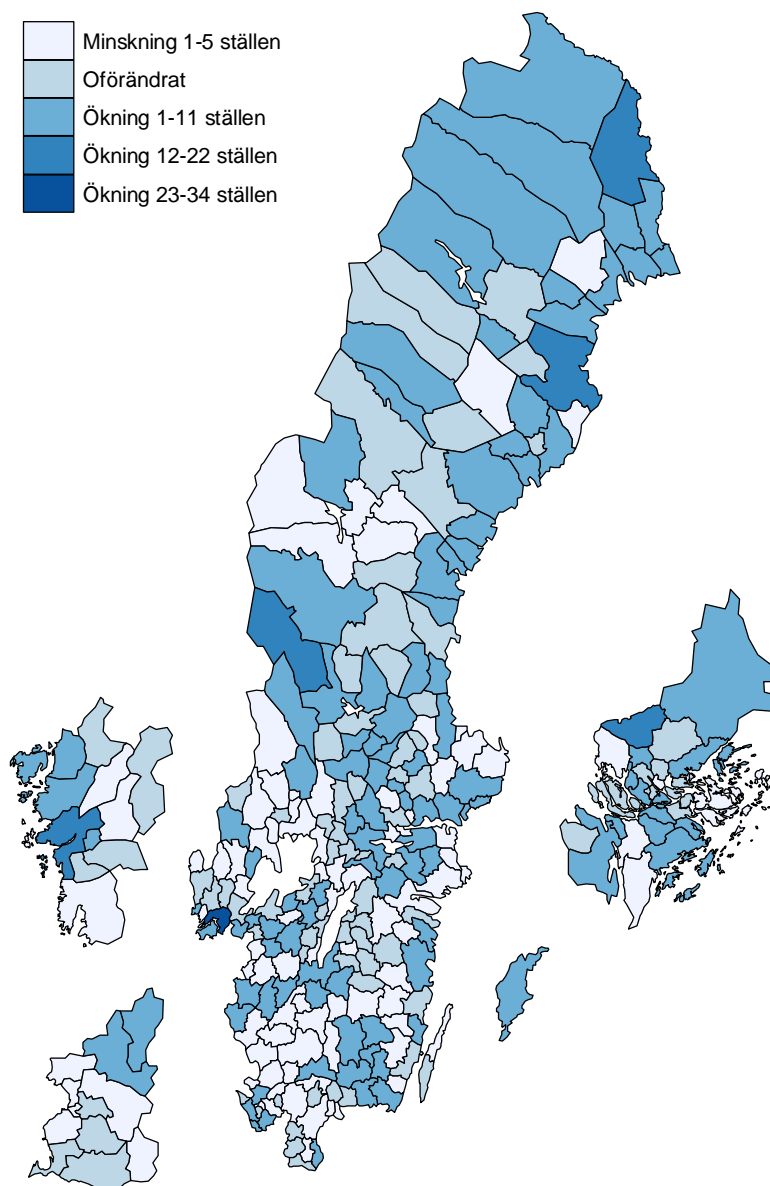 Minskning 1-5 ställen
Oförändrat
Ökning 1-11 ställen
Ökning 12-22 ställen
Ökning 23-34 ställen